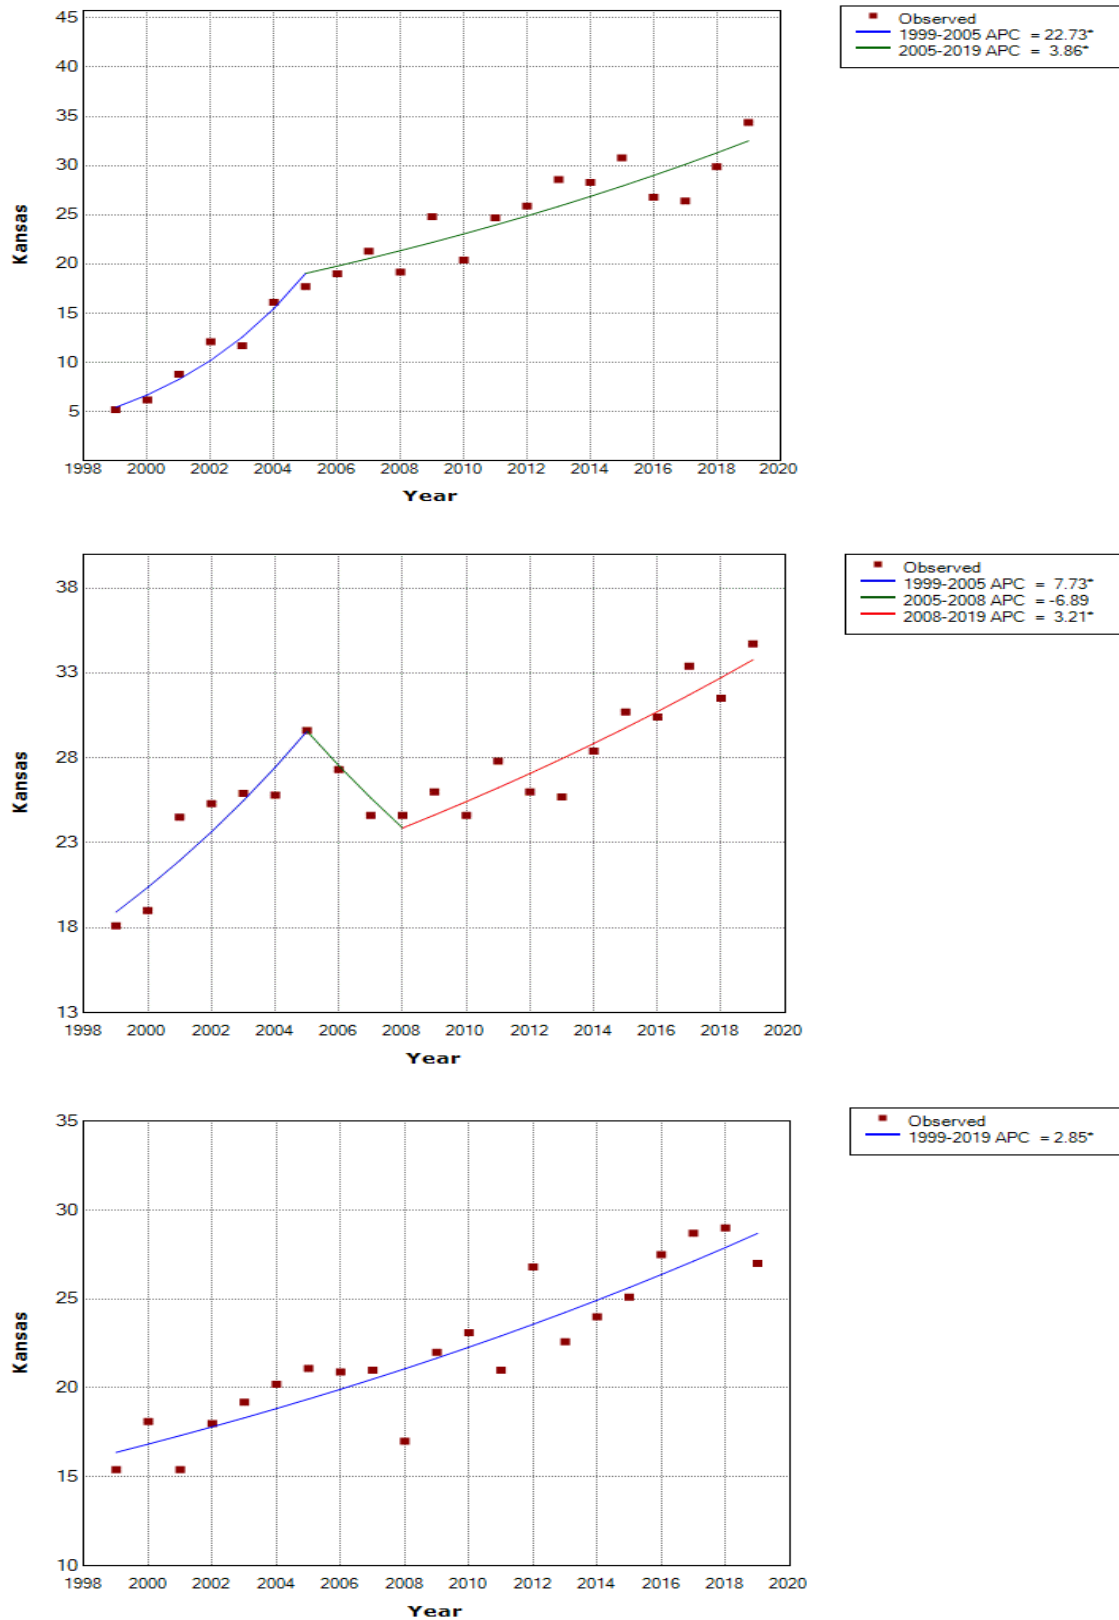 45
40
35
30
25
20
15
10
5
Kansas
1998 2000 2002 2004 2006 2008 2010 2012 2014 2016 2018 2020
Year
Observed
1999-2005 APC = 22.73*
2005-2019 APC = 3.86*
38
33
28
23
18
13
Kansas
1998 2000 2002 2004 2006 2008 2010 2012 2014 2016 2018 2020
Year
Observed
1999-2005 APC = 7.73*
2005-2008 APC = -6.89
2008-2019 APC = 3.21*
35
30
25
20
15
10
Kansas
1998 2000 2002 2004 2006 2008 2010 2012 2014 2016 2018 2020
Year
Observed
1999-2019 APC = 2.85*